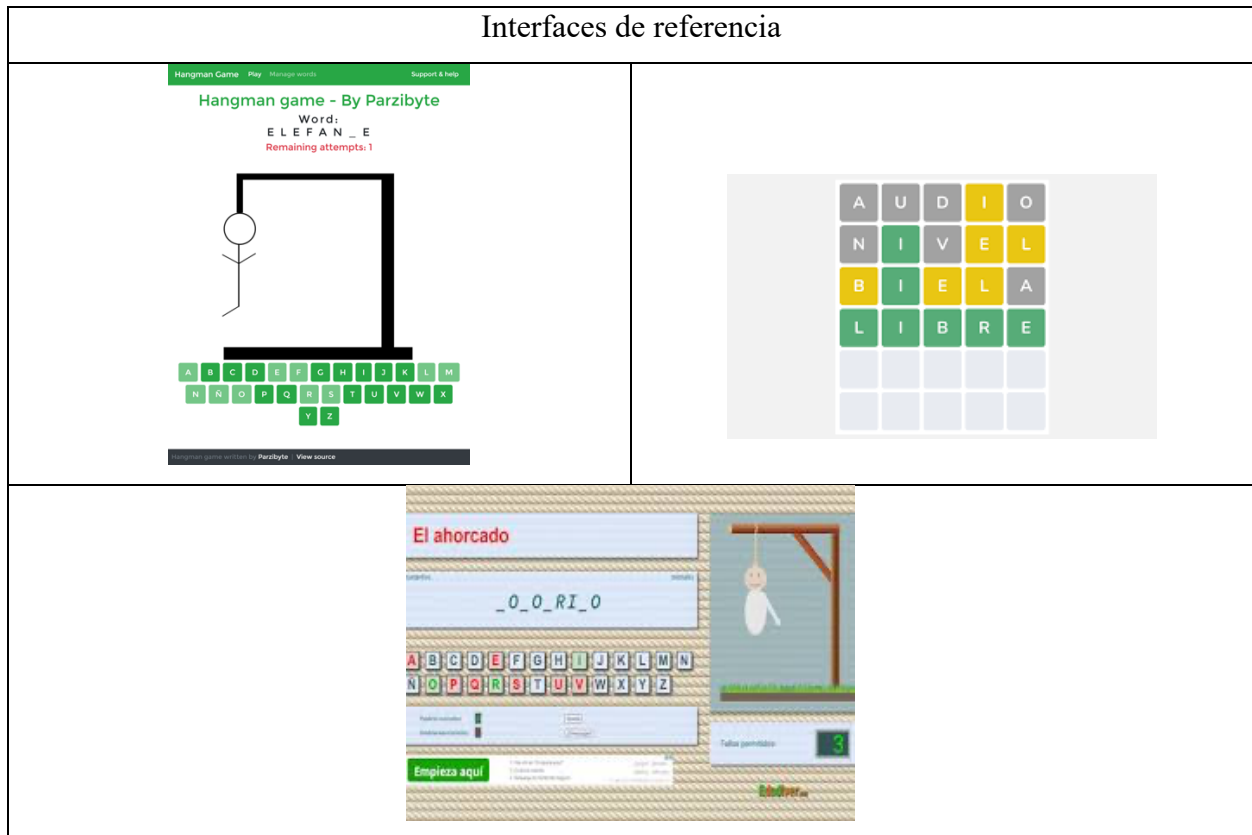 Interfaces de referencia
Hangman Game Play Manage words Support & help
Hangman game - By Parzibyte
Word:
E L E F A N _ E
Remaining attempts: 1
A B C D E F G H I J K L M
N Ñ O P Q R S T U V W X
Y Z
Hangman game written by Parzibyte | View source
A U D I O
N I V E L
B I E L A
L I B R E
El ahorcado
_O_O_RI_O
A B C D E F G H I J K L M N
Ñ O P Q R S T U V W X Y Z
Fallos permitidos 3
Empieza aquí